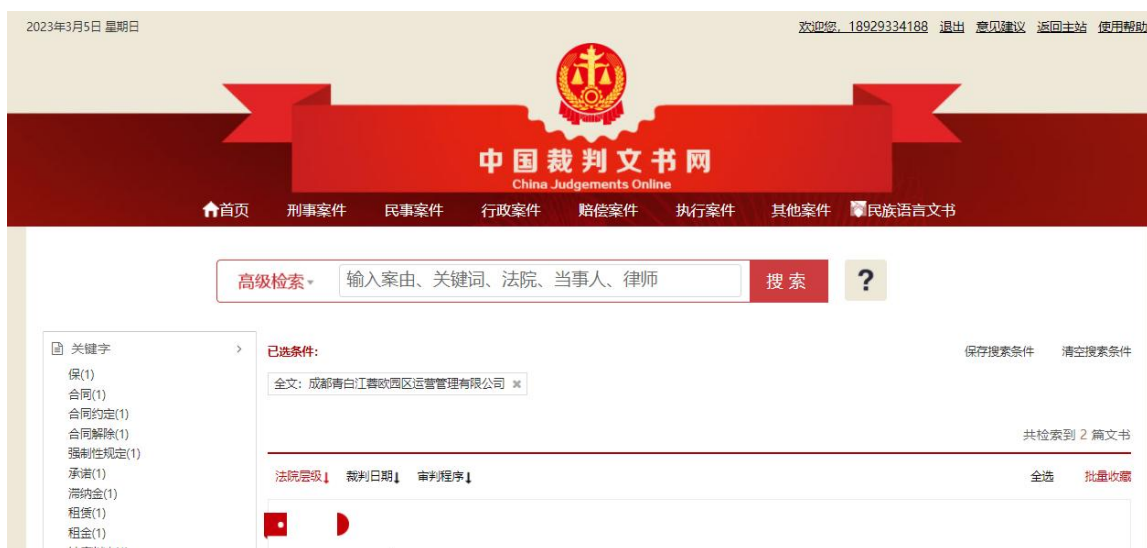 2023年3月5日 星期日
欢迎您，18929334188 退出 意见建议 返回主站 使用帮助
中国裁判文书网
China Judgements Online
首页 刑事案件 民事案件 行政案件 赔偿案件 执行案件 其他案件 民族语言文书
高级检索 输入案由、关键词、法院、当事人、律师 搜索 ?
关键字
保(1)
合同(1)
合同约定(1)
合同解除(1)
强制性规定(1)
承诺(1)
滞纳金(1)
租赁(1)
租金(1)
已选条件:
保存搜索条件 清空搜索条件
全文：成都青白江蓉欧园区运营管理有限公司
共检索到 2 篇文书
法院层级 裁判日期 审判程序
全选 批量收藏